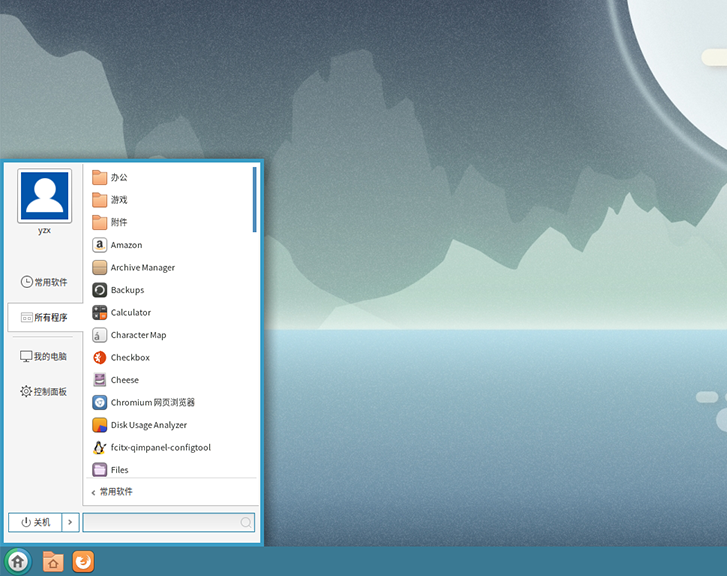 yzx
常用软件
所有程序
我的电脑
控制面板
关机
办公
游戏
附件
Amazon
Archive Manager
Backups
Calculator
Character Map
Checkbox
Cheese
Chromium 网页浏览器
Disk Usage Analyzer
fcitx-qimpanel-configtool
Files
常用软件